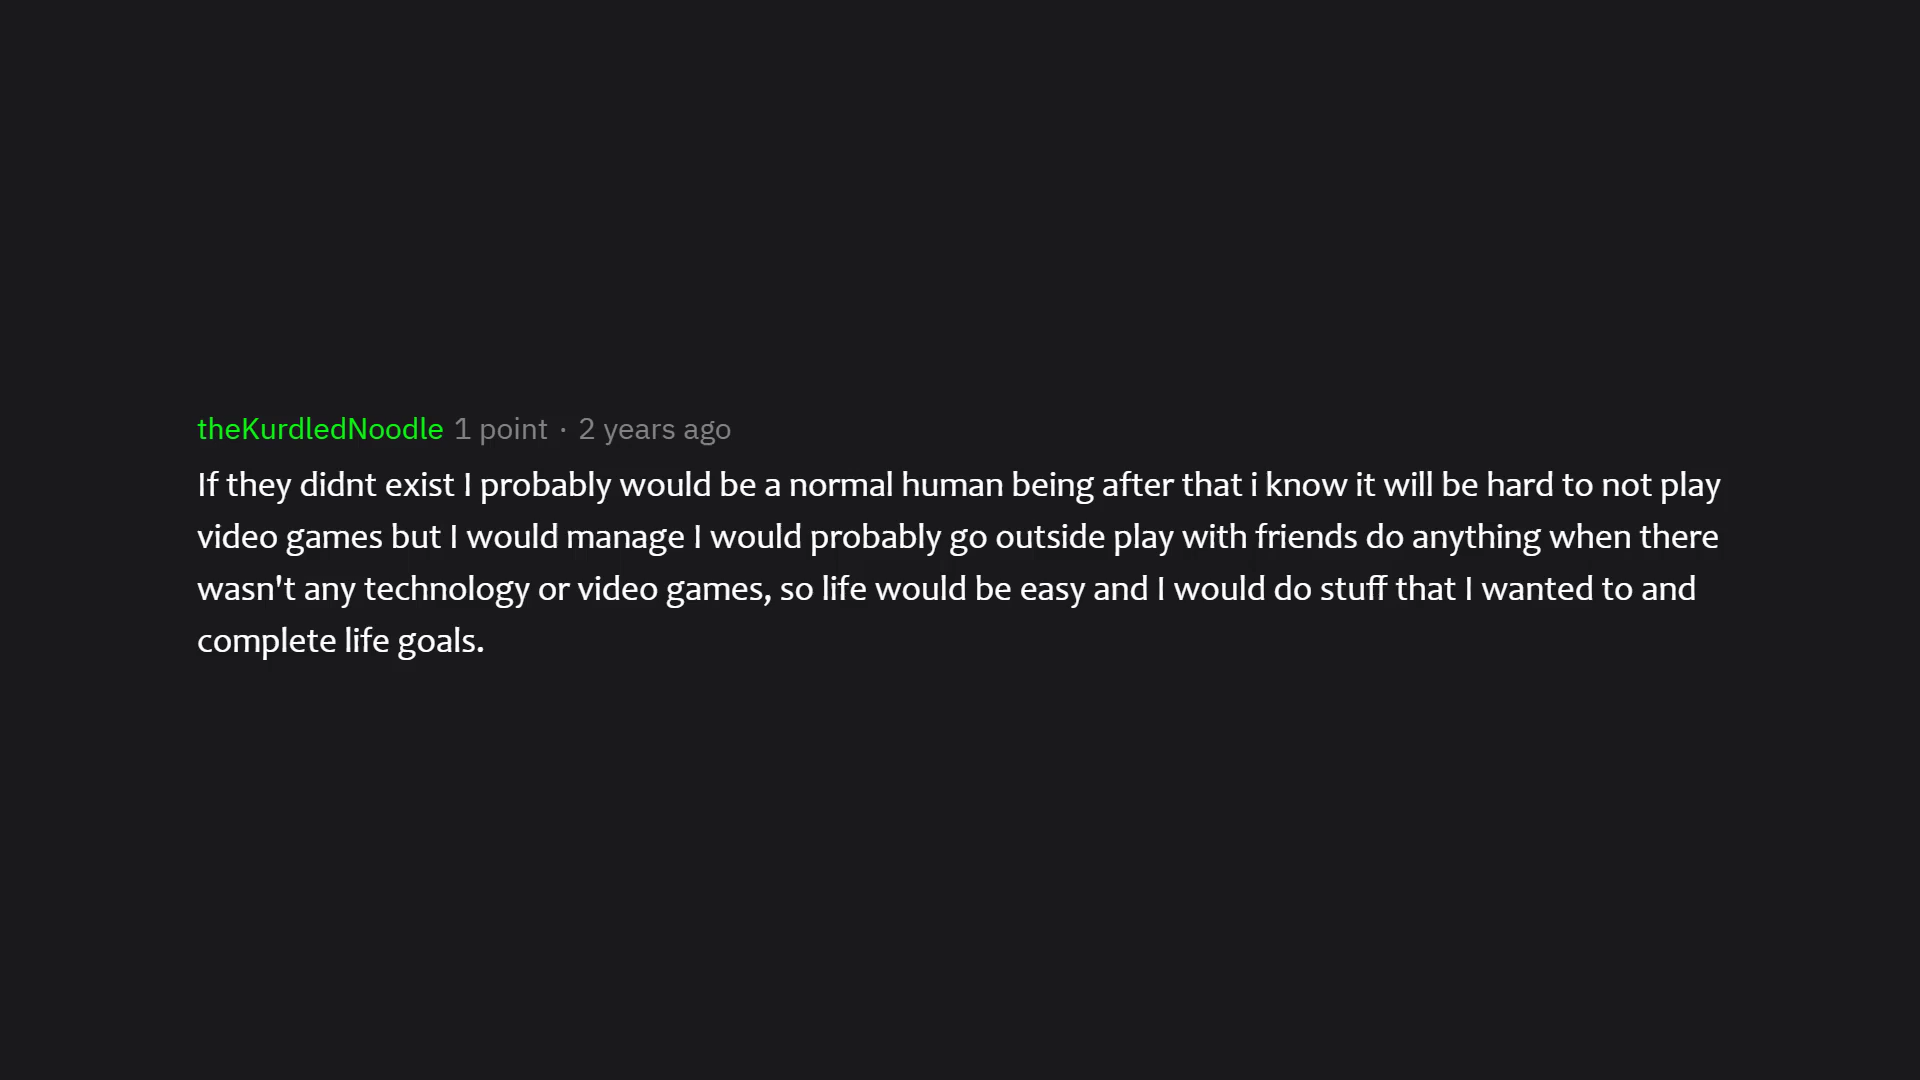 theKurdledNoodle 1 point · 2 years ago
If they didnt exist I probably would be a normal human being after that i know it will be hard to not play
video games but I would manage I would probably go outside play with friends do anything when there
wasn't any technology or video games, so life would be easy and I would do stuff that I wanted to and
complete life goals.